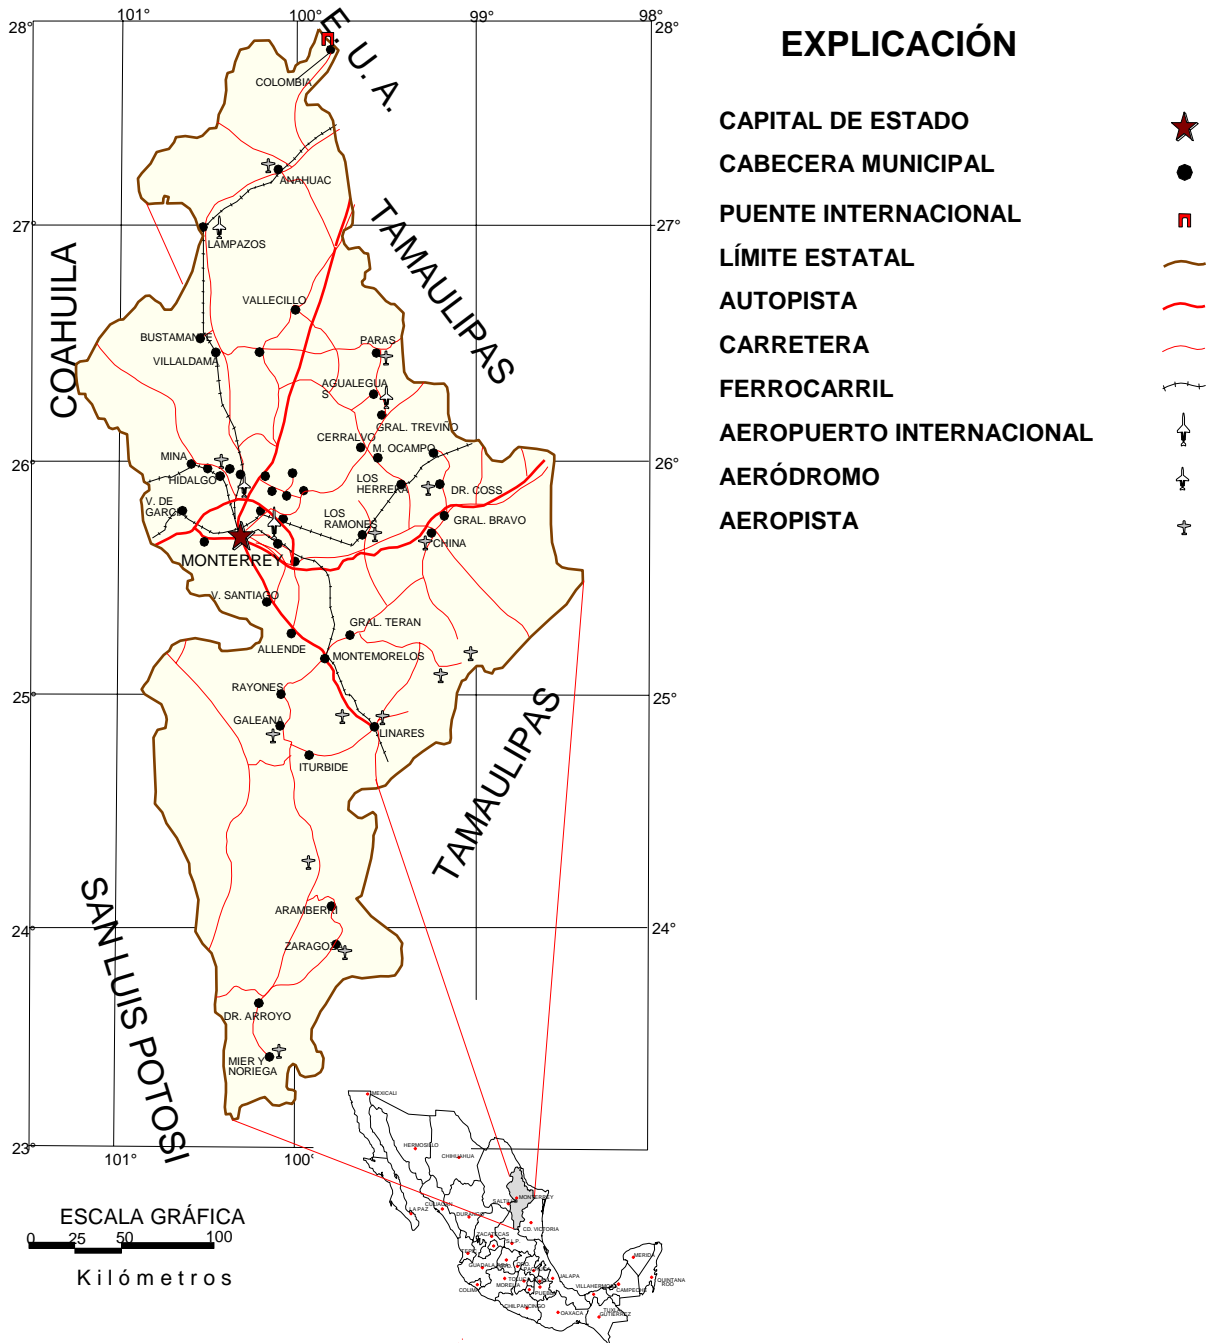 101°
100°
99°
98°
28°
28°
E. U. A.
EXPLICACIÓN
COLOMBIA
CAPITAL DE ESTADO
CABECERA MUNICIPAL
ANAHUAC
PUENTE INTERNACIONAL
27°
27°
LAMPAZOS
TAMAULIPAS
COAHUILA
LÍMITE ESTATAL
VALLECILLO
AUTOPISTA
BUSTAMANTE
PARAS
CARRETERA
VILLALDAMA
AGUALEGUA
S
FERROCARRIL
GRAL. TREVIÑO
CERRALVO
M. OCAMPO
AEROPUERTO INTERNACIONAL
26°
26°
MINA
HIDALGO
LOS
HERRERA
DR. COSS
AERÓDROMO
V. DE
GARCIA
LOS
RAMONES
GRAL. BRAVO
AEROPISTA
CHINA
MONTERREY
V. SANTIAGO
GRAL. TERAN
ALLENDE
MONTEMORELOS
25°
25°
RAYONES
GALEANA
LINARES
ITURBIDE
TAMAULIPAS
SAN LUIS POTOSI
ARAMBERRI
24°
24°
ZARAGOZA
DR. ARROYO
MIER Y
NORIEGA
23°
101°
100°
MEXICALI
HERMOSILLO
CHIHUAHUA
LA PAZ
CULIACAN
DURANGO
SALTILLO
MONTERREY
CD. VICTORIA
ZACATECAS
S.L.P.
TEPIC
GUADALAJARA
COLIMA
MORELIA
TOLUCA
PUEBLA
JALAPA
CHILPANCINGO
OAXACA
VILLAHERMOSA
TUXTLA
GUTIERREZ
CAMPECHE
MERIDA
QUINTANA
ROO
ESCALA GRÁFICA
0 25 50 100
Kilómetros